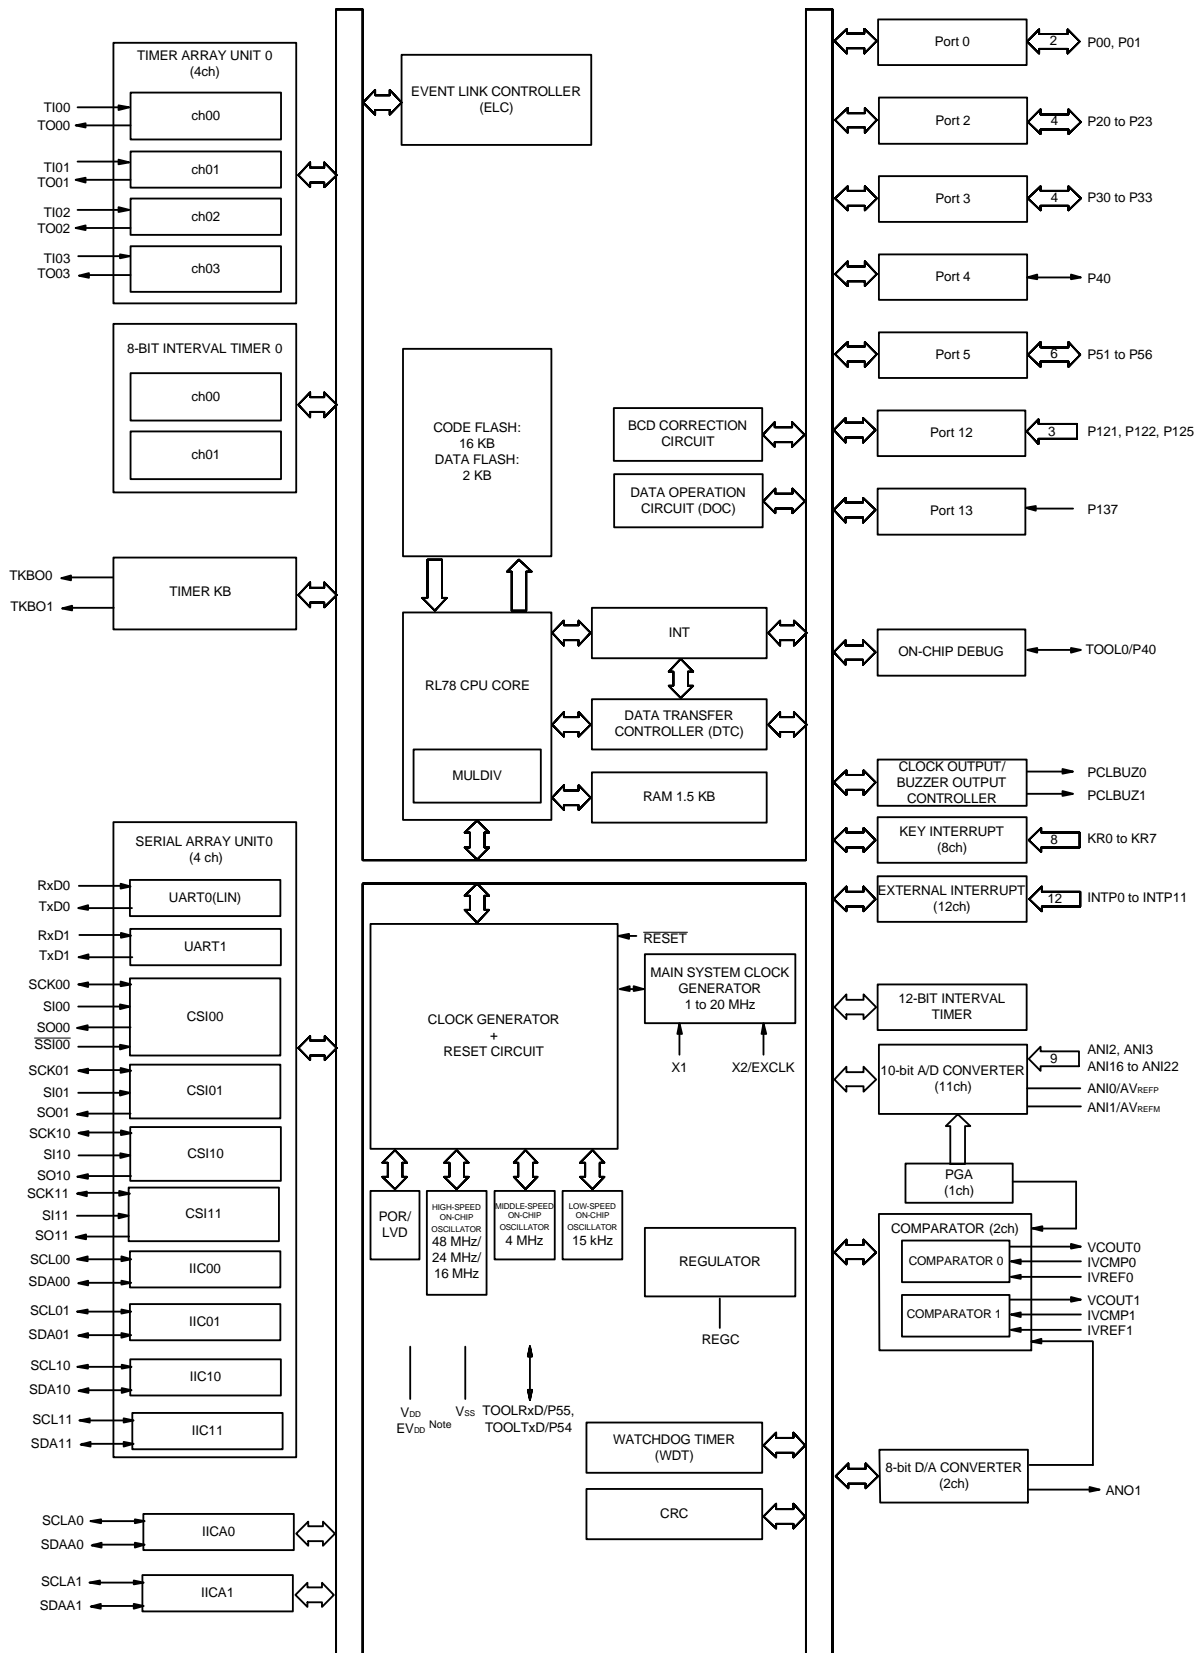 TIMER ARRAY UNIT 0
(4ch)
TI00
TO00
ch00
TI01
TO01
ch01
TI02
TO02
ch02
TI03
TO03
ch03
8-BIT INTERVAL TIMER 0
ch00
ch01
TKBO0
TKBO1
TIMER KB
SERIAL ARRAY UNIT0
(4 ch)
RxD0
TxD0
UART0(LIN)
RxD1
TxD1
UART1
SCK00
SI00
SO00
SSI00
CSI00
SCK01
SI01
SO01
CSI01
SCK10
SI10
SO10
CSI10
SCK11
SI11
SO11
CSI11
SCL00
SDA00
IIC00
SCL01
SDA01
IIC01
SCL10
SDA10
IIC10
SCL11
SDA11
IIC11
SCLA0
SDAA0
IICA0
SCLA1
SDAA1
IICA1
EVENT LINK CONTROLLER
(ELC)
CODE FLASH:
16 KB
DATA FLASH:
2 KB
BCD CORRECTION
CIRCUIT
DATA OPERATION
CIRCUIT (DOC)
RL78 CPU CORE
MULDIV
INT
DATA TRANSFER
CONTROLLER (DTC)
RAM 1.5 KB
CLOCK GENERATOR
+
RESET CIRCUIT
RESET
MAIN SYSTEM CLOCK
GENERATOR
1 to 20 MHz
X1
X2/EXCLK
POR/
LVD
HIGH-SPEED
ON-CHIP
OSCILLATOR
48 MHz/
24 MHz/
16 MHz
MIDDLE-SPEED
ON-CHIP
OSCILLATOR
4 MHz
LOW-SPEED
ON-CHIP
OSCILLATOR
15 kHz
REGULATOR
REGC
VDD
EVDD Note
VSS
TOOLRxD/P55,
TOOLTxD/P54
WATCHDOG TIMER
(WDT)
CRC
Port 0
2
P00, P01
Port 2
4
P20 to P23
Port 3
4
P30 to P33
Port 4
P40
Port 5
6
P51 to P56
Port 12
3
P121, P122, P125
Port 13
P137
ON-CHIP DEBUG
TOOL0/P40
CLOCK OUTPUT/
BUZZER OUTPUT
CONTROLLER
PCLBUZ0
PCLBUZ1
KEY INTERRUPT
(8ch)
8
KR0 to KR7
EXTERNAL INTERRUPT
(12ch)
12
INTP0 to INTP11
12-BIT INTERVAL
TIMER
10-bit A/D CONVERTER
(11ch)
9
ANI2, ANI3
ANI16 to ANI22
ANI0/AVREFP
ANI1/AVREFM
PGA
(1ch)
COMPARATOR (2ch)
COMPARATOR 0
VCOUT0
IVCMP0
IVREF0
COMPARATOR 1
VCOUT1
IVCMP1
IVREF1
8-bit D/A CONVERTER
(2ch)
ANO1